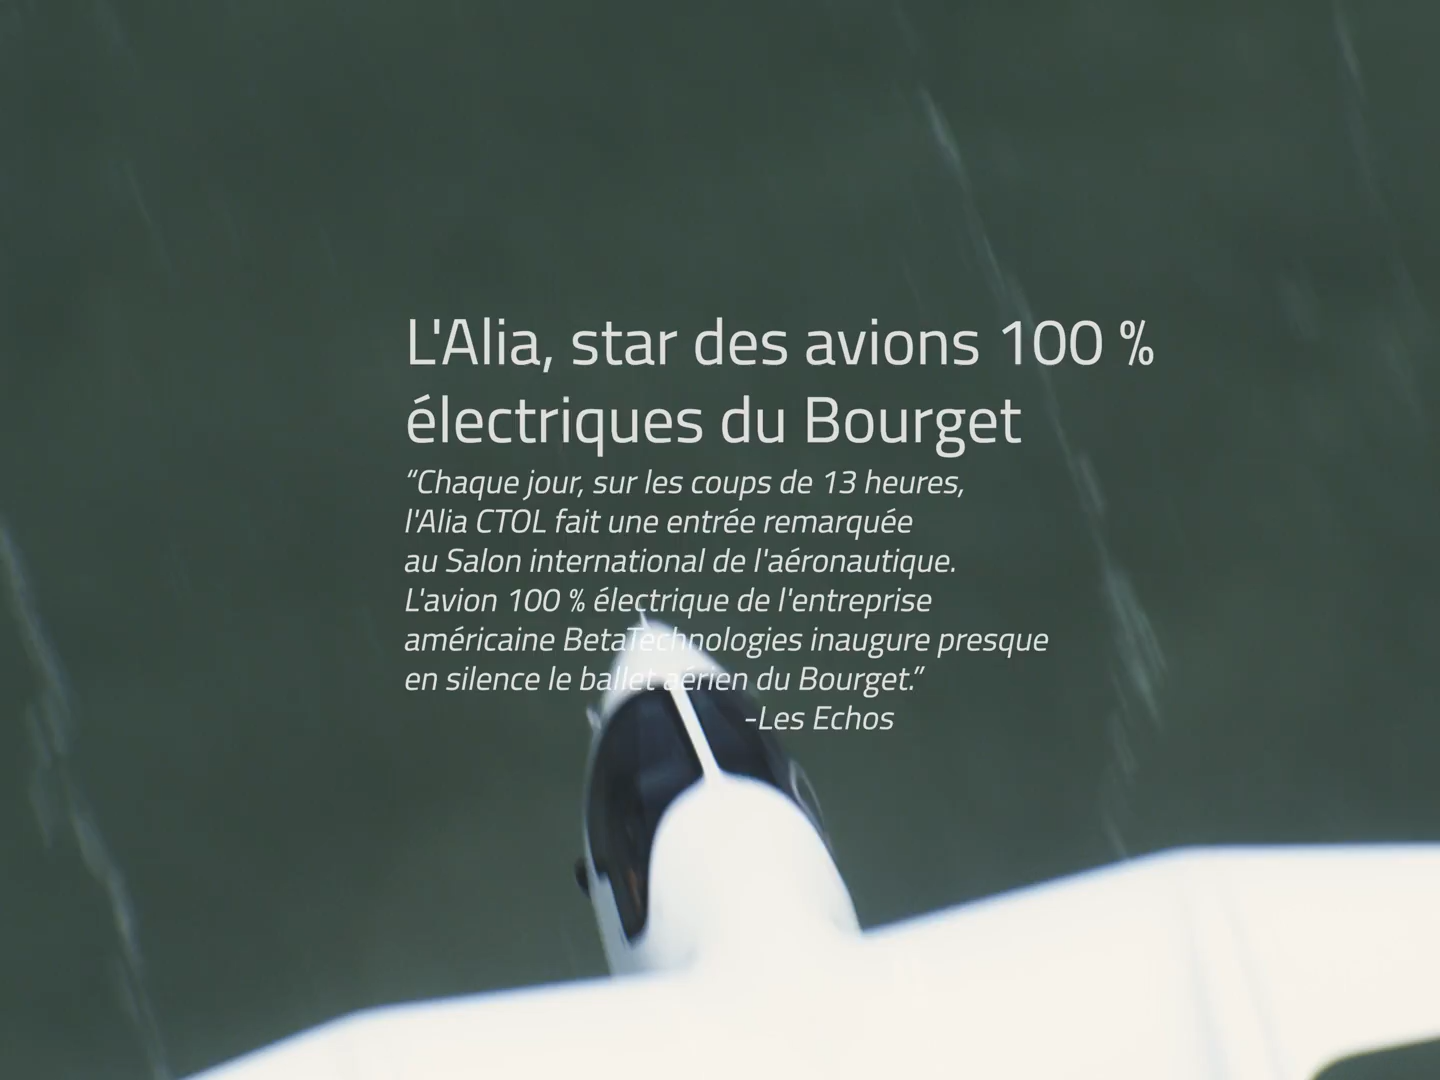 L'Alia, star des avions 100 %
électriques du Bourget
“Chaque jour, sur les coups de 13 heures,
l'Alia CTOL fait une entrée remarquée
au Salon international de l'aéronautique.
L'avion 100 % électrique de l'entreprise
américaine BetaTechnologies inaugure presque
en silence le ballet aérien du Bourget.”
-Les Echos